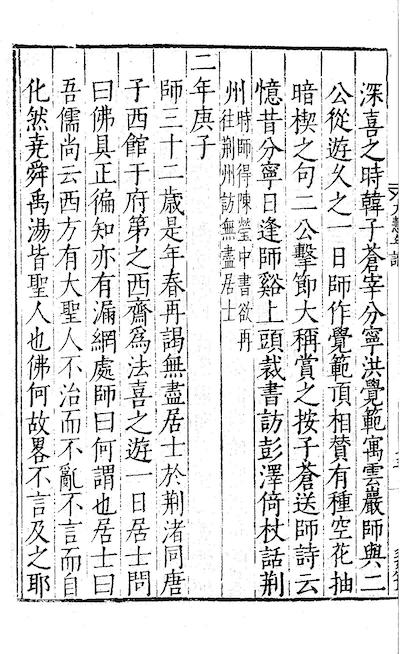 深喜之時韓子蒼宰分寧洪覺範寓雲巖師與二
公從遊久之一日師作覺範頂相賛有種空花抽
暗楔之句二公擊節大稱賞之按子蒼送師詩云
憶昔分寧日逢師谿上頭裁書訪彭澤倚杖話荆
州時師得陳瑩中書欲再
往荆州訪無盡居士
二年庚子
師三十二歳是年春再謁無盡居士於荆渚同唐
子西館于府第之西齋爲法喜之遊一日居士問
曰佛具正徧知亦有漏網處師曰何謂也居士曰
吾儒尚云西方有大聖人不治而不亂不言而自
化然堯舜禹湯皆聖人也佛何故畧不言及之耶